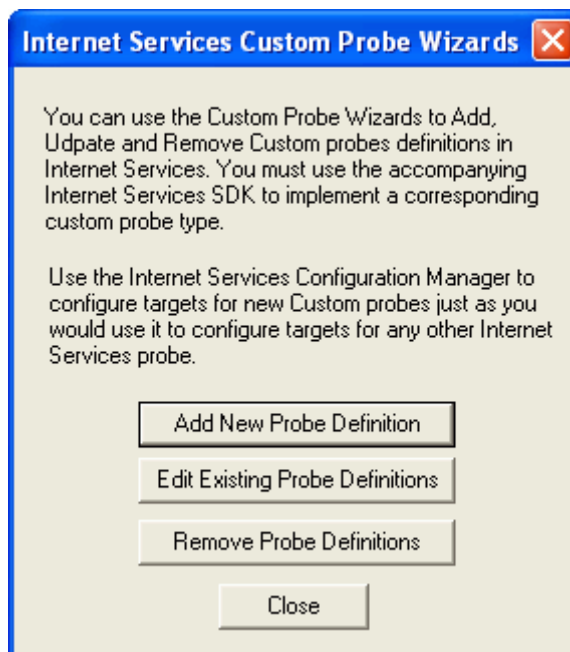 Internet Services Custom Probe Wizards
You can use the Custom Probe Wizards to Add,
Udpate and Remove Custom probes definitions in
Internet Services. You must use the accompanying
Internet Services SDK to implement a corresponding
custom probe type.
Use the Internet Services Configuration Manager to
configure targets for new Custom probes just as you
would use it to configure targets for any other Internet
Services probe.
Add New Probe Definition
Edit Existing Probe Definitions
Remove Probe Definitions
Close